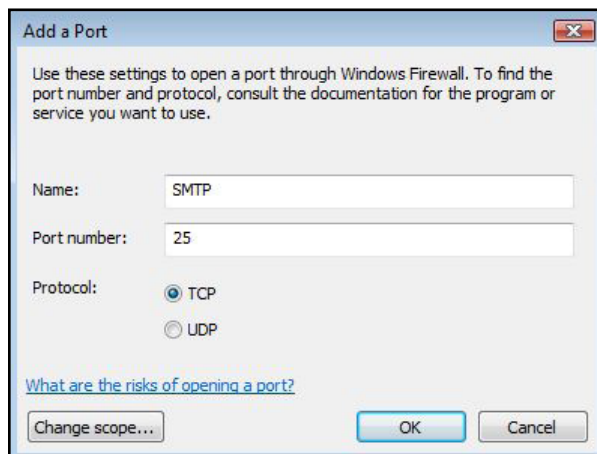 Add a Port
Use these settings to open a port through Windows Firewall. To find the
port number and protocol, consult the documentation for the program or
service you want to use.
Name:
SMTP
Port number:
25
Protocol:
TCP
UDP
What are the risks of opening a port?
Change scope...
OK
Cancel